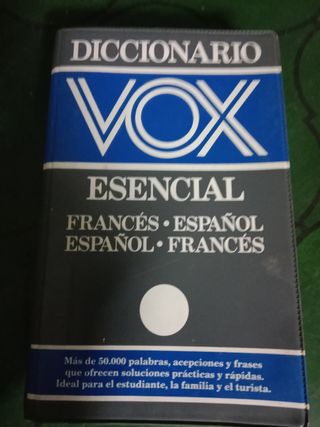 DICCIONARIO
VOX
ESENCIAL
FRANCÉS • ESPAÑOL
ESPAÑOL • FRANCÉS
Más de 50.000 palabras, acepciones y frases
que ofrecen soluciones prácticas y rápidas.
Ideal para el estudiante, la familia y el turista.